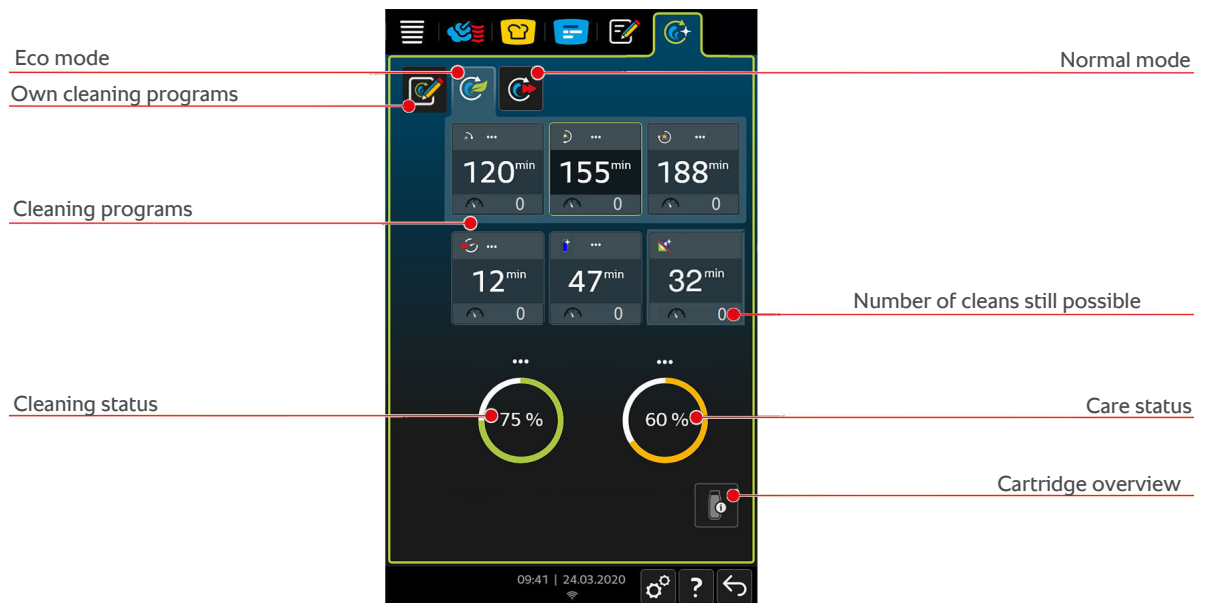 Eco mode
Normal mode
Own cleaning programs
... ... ...
120min 155min 188min
0 0 0
Cleaning programs
... ...
12min 47min 32min
0 0 0
Number of cleans still possible
... ...
Cleaning status
75 % 60 %
Care status
Cartridge overview
09:41 | 24.03.2020
?